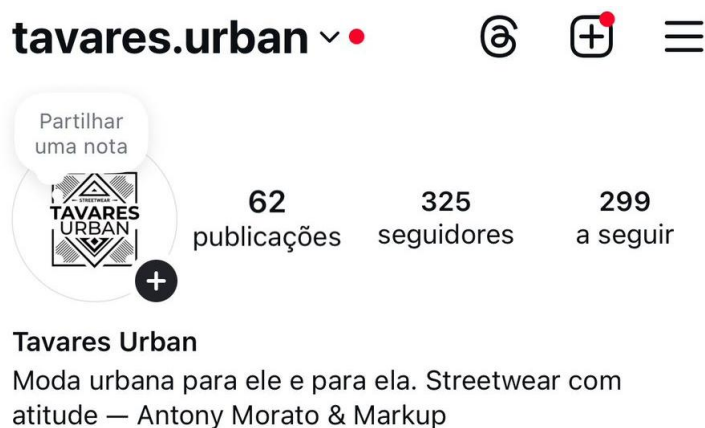 tavares.urban
Partilhar
uma nota
STREETWEAR
TAVARES
URBAN
62
publicações
325
seguidores
299
a seguir
Tavares Urban
Moda urbana para ele e para ela. Streetwear com
atitude — Antony Morato & Markup